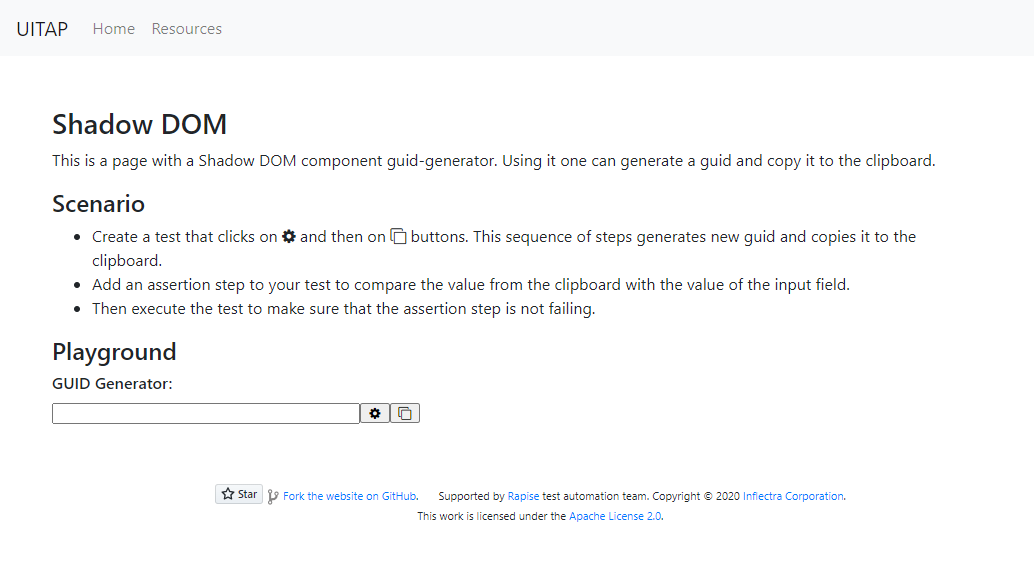 UITAP Home Resources
Shadow DOM
This is a page with a Shadow DOM component guid-generator. Using it one can generate a guid and copy it to the clipboard.
Scenario
Create a test that clicks on and then on buttons. This sequence of steps generates new guid and copies it to the
clipboard.
Add an assertion step to your test to compare the value from the clipboard with the value of the input field.
Then execute the test to make sure that the assertion step is not failing.
Playground
GUID Generator:
Star Fork the website on GitHub. Supported by Rapise test automation team. Copyright © 2020 Inflectra Corporation.
This work is licensed under the Apache License 2.0.